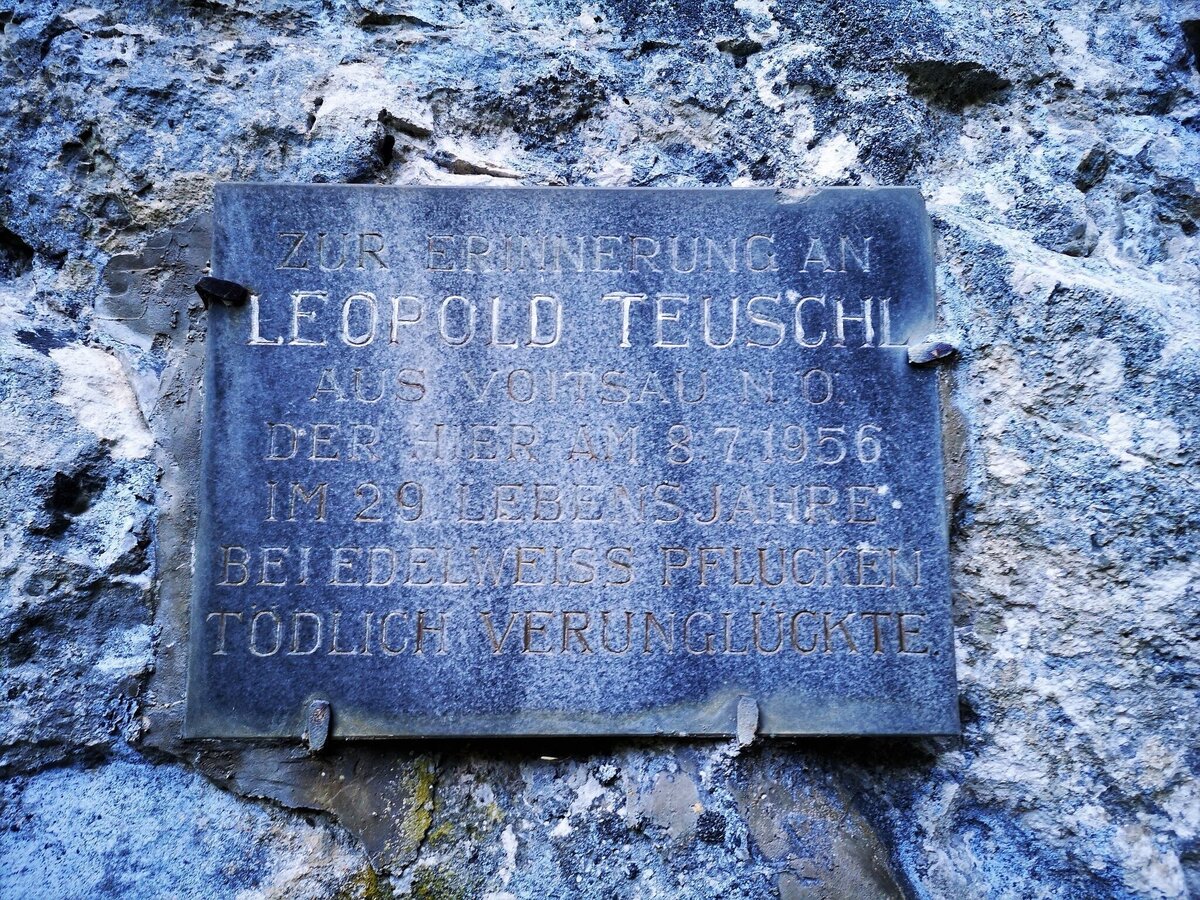 ZUR ERINNERUNG AN
LEOPOLD TEUSCHL
AUS VOITSAU N.Ö.
DER HIER AM 8.7.1956
IM 29 LEBENSJAHRE
BEI EDELWEISS PFLÜCKEN
TÖDLICH VERUNGLÜCKTE.